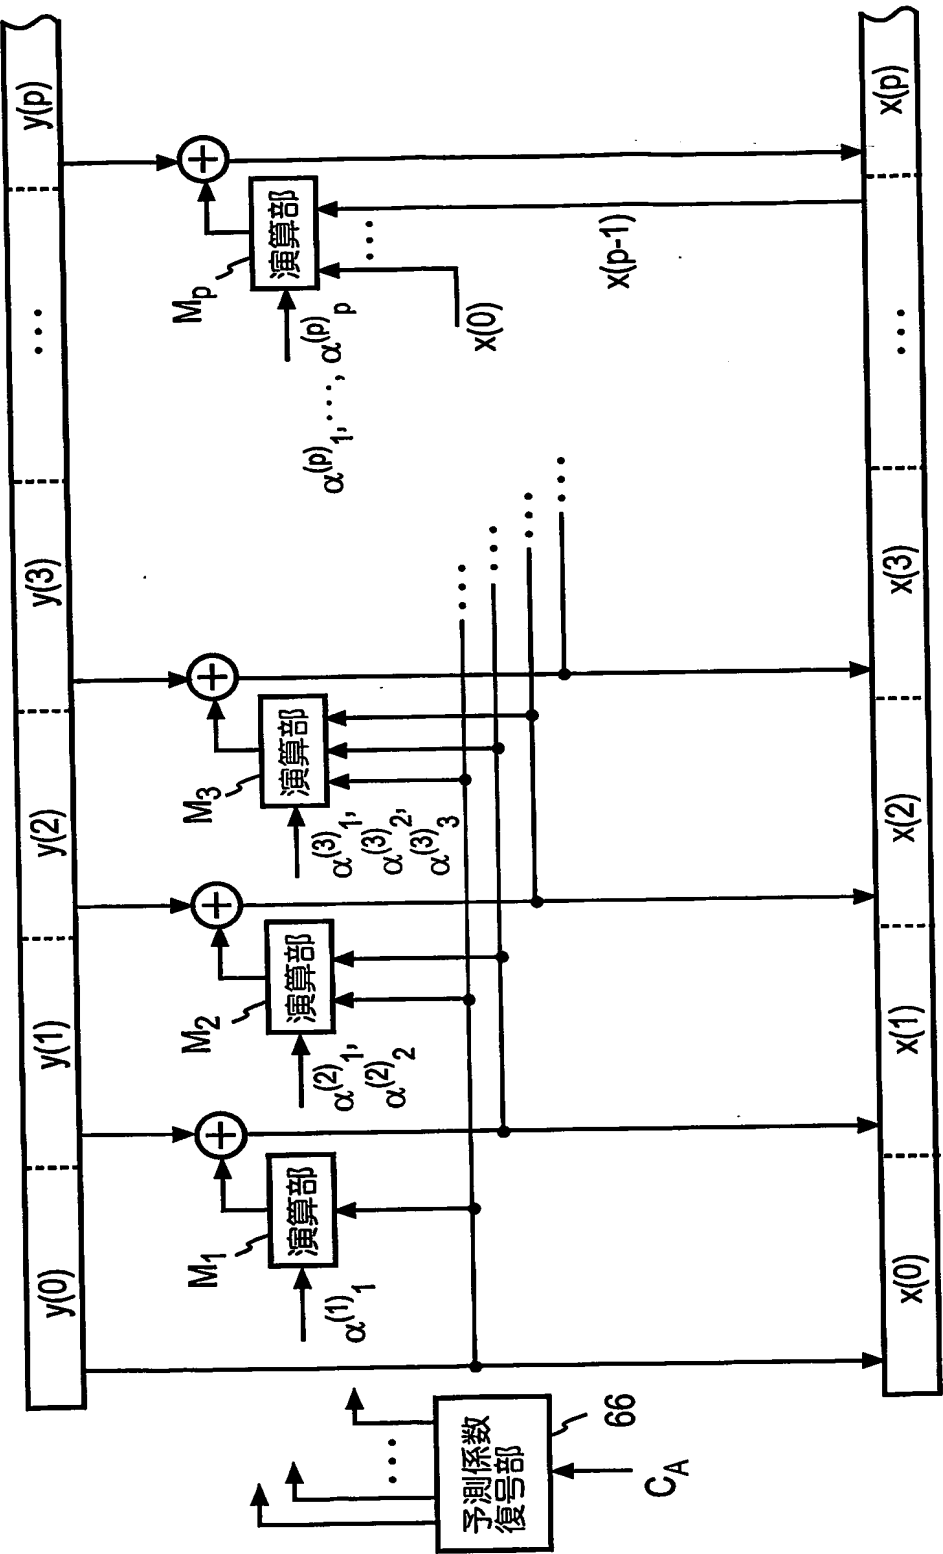 y(0) y(1) y(2) y(3) ... y(p)
M1 演算部
α(1)1
M2 演算部
α(2)1,
α(2)2
M3 演算部
α(3)1,
α(3)2,
α(3)3
Mp 演算部
α(p)1, ..., α(p)p
x(0)
x(p-1)
予測係数
復号部
66
CA
x(0) x(1) x(2) x(3) ... x(p)